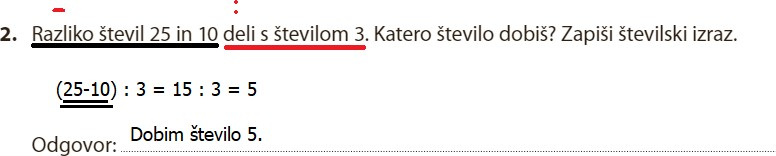 2. Razliko števil 25 in 10 deli s številom 3. Katero število dobiš? Zapiši številski izraz.
(25-10) : 3 = 15 : 3 = 5
Odgovor: Dobim število 5.